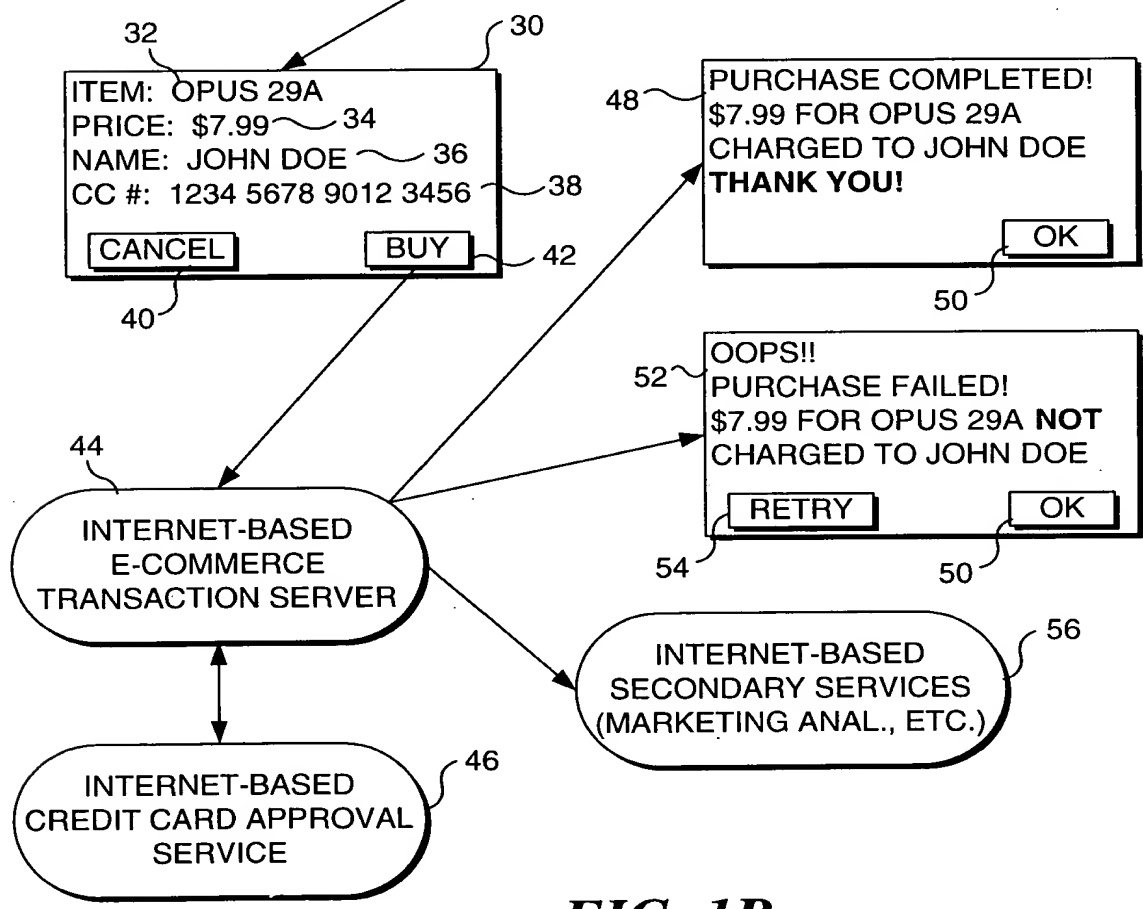 32
30
ITEM: OPUS 29A
PRICE: $7.99
34
NAME: JOHN DOE
36
CC #: 1234 5678 9012 3456
38
CANCEL
BUY
42
40
48
PURCHASE COMPLETED!
$7.99 FOR OPUS 29A
CHARGED TO JOHN DOE
THANK YOU!
OK
50
52
OOPS!!
PURCHASE FAILED!
$7.99 FOR OPUS 29A NOT
CHARGED TO JOHN DOE
RETRY
OK
54
50
44
INTERNET-BASED
E-COMMERCE
TRANSACTION SERVER
56
INTERNET-BASED
SECONDARY SERVICES
(MARKETING ANAL., ETC.)
46
INTERNET-BASED
CREDIT CARD APPROVAL
SERVICE
FIG. 1B